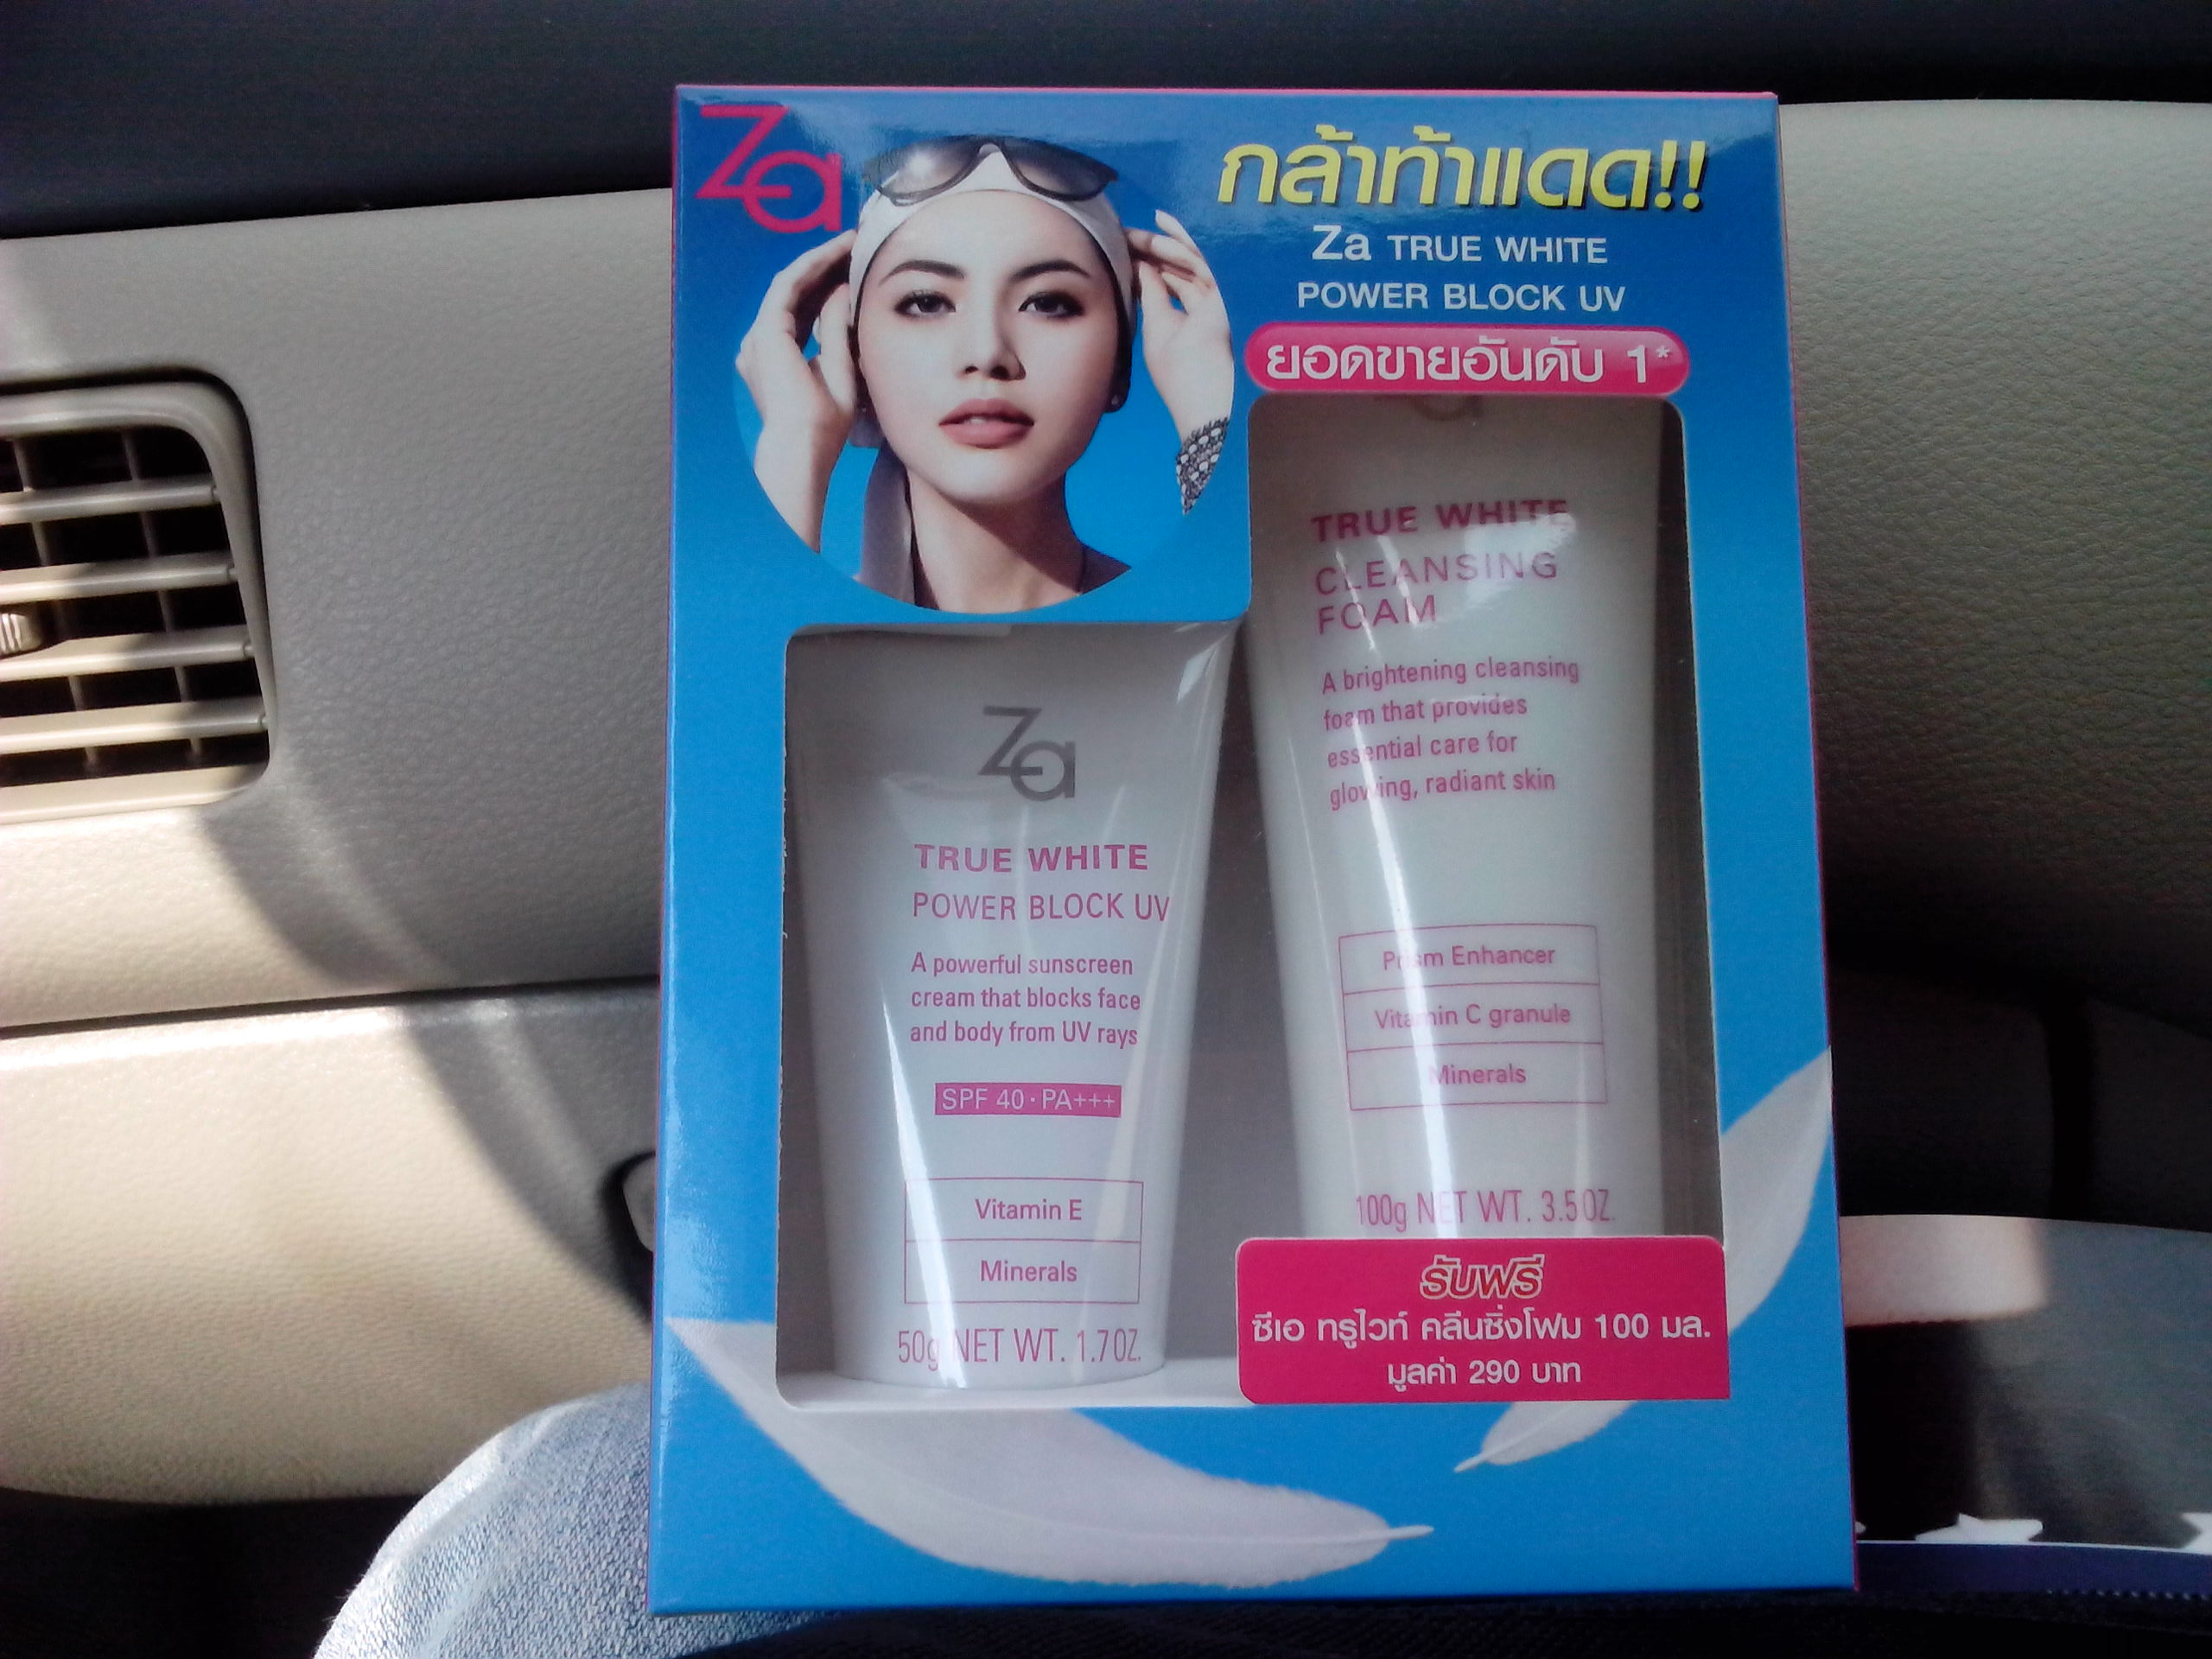 Za
กล้าท้าแดด!!
Za TRUE WHITE
POWER BLOCK UV
ยอดขายอันดับ 1*
Za
TRUE WHITE
POWER BLOCK UV
A powerful sunscreen
cream that blocks face
and body from UV rays
SPF 40·PA+++
Vitamin E
Minerals
50g NET WT. 1.7 OZ.
TRUE WHITE
CLEANSING
FOAM
A brightening cleansing
foam that provides
essential care for
glowing, radiant skin
Prism Enhancer
Vitamin C granule
Minerals
100g NET WT. 3.5 OZ.
รับฟรี
ซีเอ ทรูไวท์ คลีนซิ่งโฟม 100 มล.
มูลค่า 290 บาท